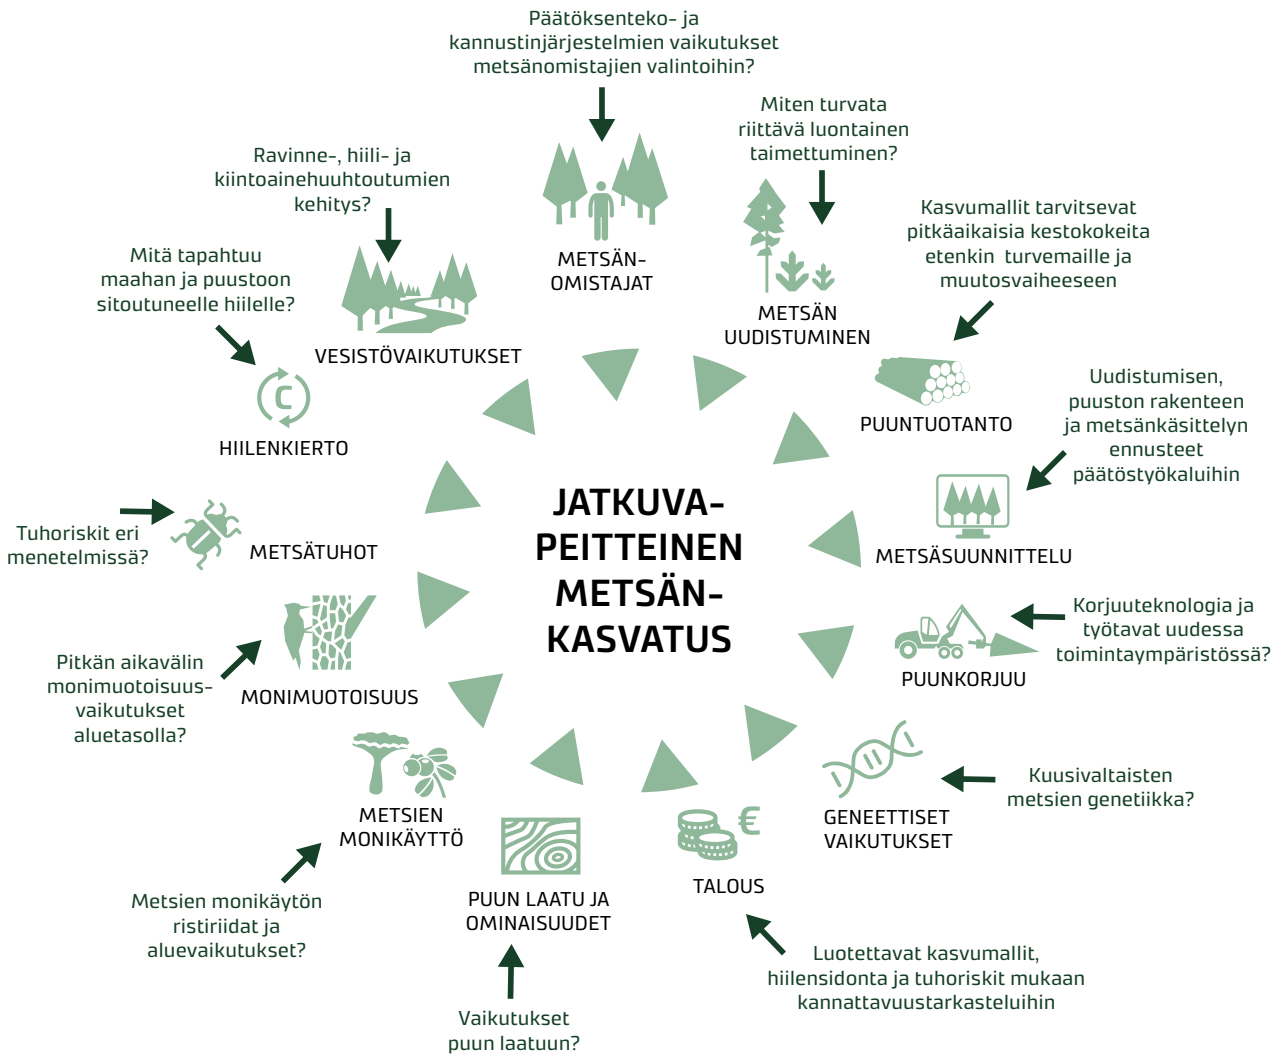 Päätöksenteko- ja
kannustinjärjestelmien vaikutukset
metsänomistajien valintoihin?
METSÄN-
OMISTAJAT
Miten turvata
riittävä luontainen
taimettuminen?
METSÄN
UUDISTUMINEN
Kasvumallit tarvitsevat
pitkäaikaisia kestokokeita
etenkin turvemaille ja
muutosvaiheeseen
PUUNTUOTANTO
Uudistumisen,
puuston rakenteen
ja metsänkäsittelyn
ennusteet
päätöstyökaluihin
METSÄSUUNNITTELU
Korjuuteknologia ja
työtavat uudessa
toimintaympäristössä?
PUUNKORJUU
Kuusivaltaisten
metsien genetiikka?
GENEETTISET
VAIKUTUKSET
€
TALOUS
Luotettavat kasvumallit,
hiilensidonta ja tuhoriskit mukaan
kannattavuustarkasteluihin
PUUN LAATU JA
OMINAISUUDET
Vaikutukset
puun laatuun?
METSIEN
MONIKÄYTTÖ
Metsien monikäytön
ristiriidat ja
aluevaikutukset?
MONIMUOTOISUUS
Pitkän aikavälin
monimuotoisuus-
vaikutukset
aluetasolla?
METSÄTUHOT
Tuhoriskit eri
menetelmissä?
C
HIILENKIERTO
Mitä tapahtuu
maahan ja puustoon
sitoutuneelle hiilelle?
VESISTÖVAIKUTUKSET
Ravinne-, hiili- ja
kiintoainehuuhtoutumien
kehitys?
JATKUVA-
PEITTEINEN
METSÄN-
KASVATUS